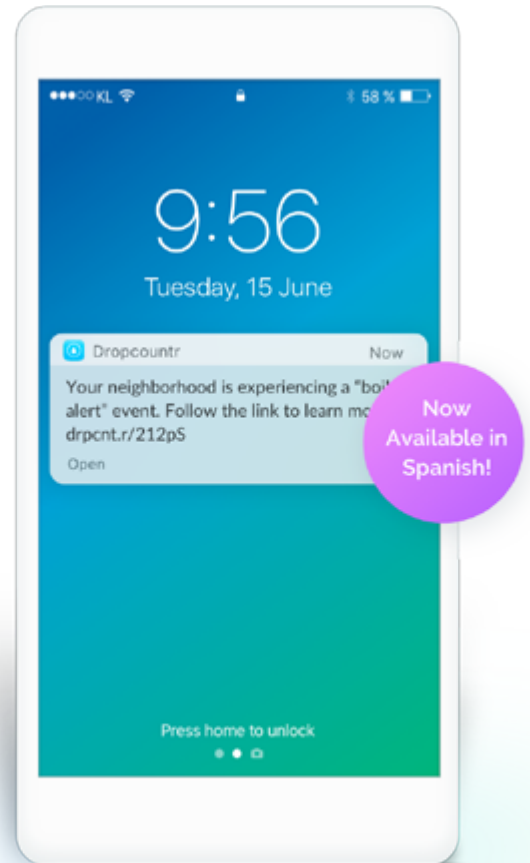 KL 58 %
9:56
Tuesday, 15 June
Dropcountr Now
Your neighborhood is experiencing a "boil
alert" event. Follow the link to learn
drpcnt.r/212pS
Open
Now
Available in
Spanish!
Press home to unlock